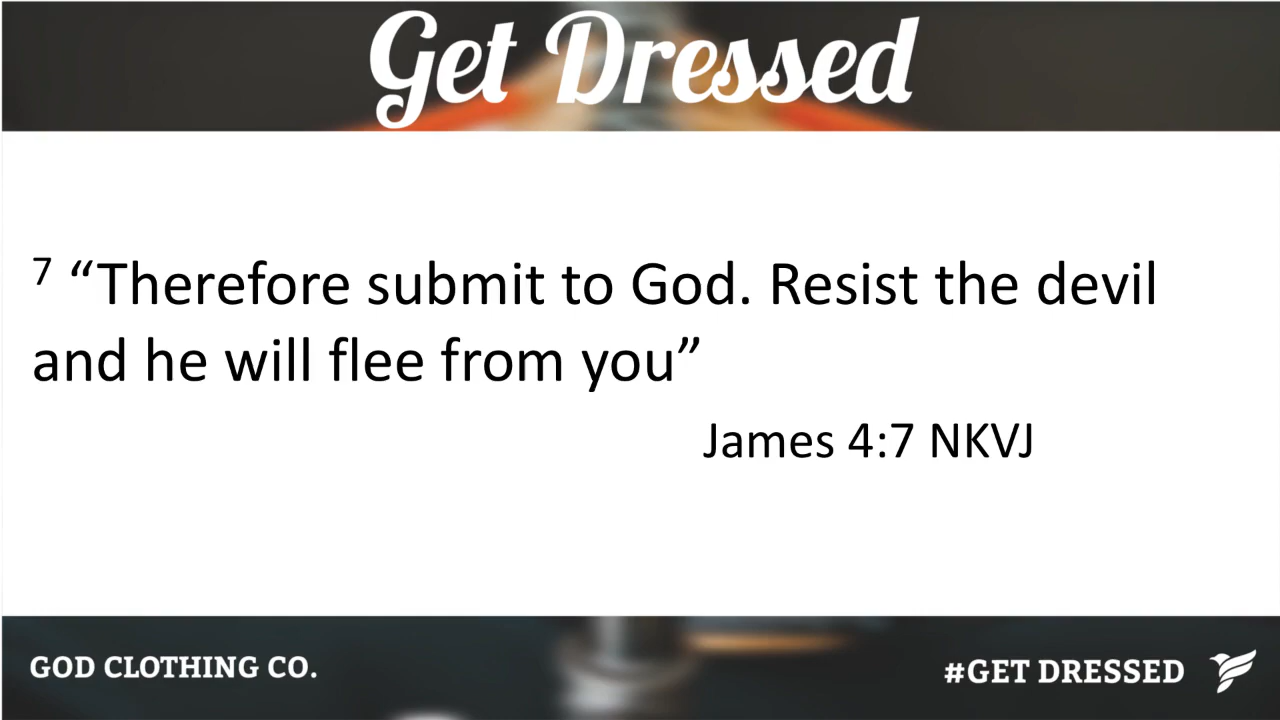 Get Dressed
7 “Therefore submit to God. Resist the devil
and he will flee from you”
James 4:7 NKVJ
GOD CLOTHING CO.
#GET DRESSED